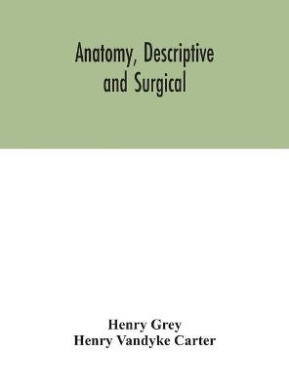 Anatomy, Descriptive
and Surgical
Henry Grey
Henry Vandyke Carter